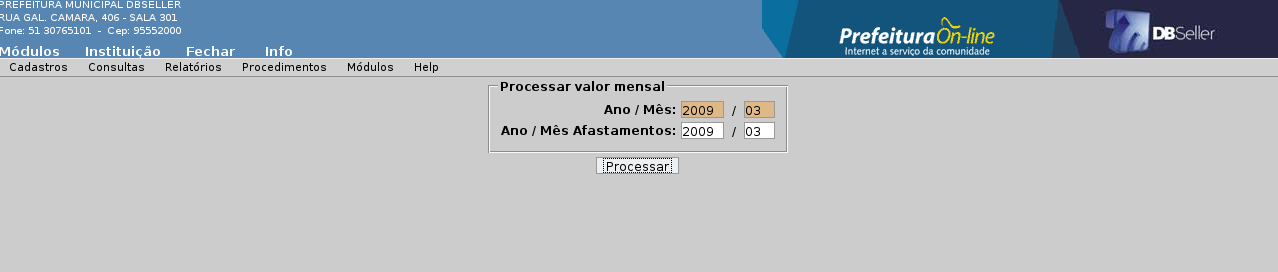 PREFEITURA MUNICIPAL DBSELLER
RUA GAL. CAMARA, 406 - SALA 301
Fone: 51 30765101 - Cep: 95552000
Módulos Instituição Fechar Info
PrefeituraOn-line
Internet a serviço da comunidade
DBSeller
Cadastros Consultas Relatórios Procedimentos Módulos Help
Processar valor mensal
Ano / Mês: 2009 / 03
Ano / Mês Afastamentos: 2009 / 03
Processar